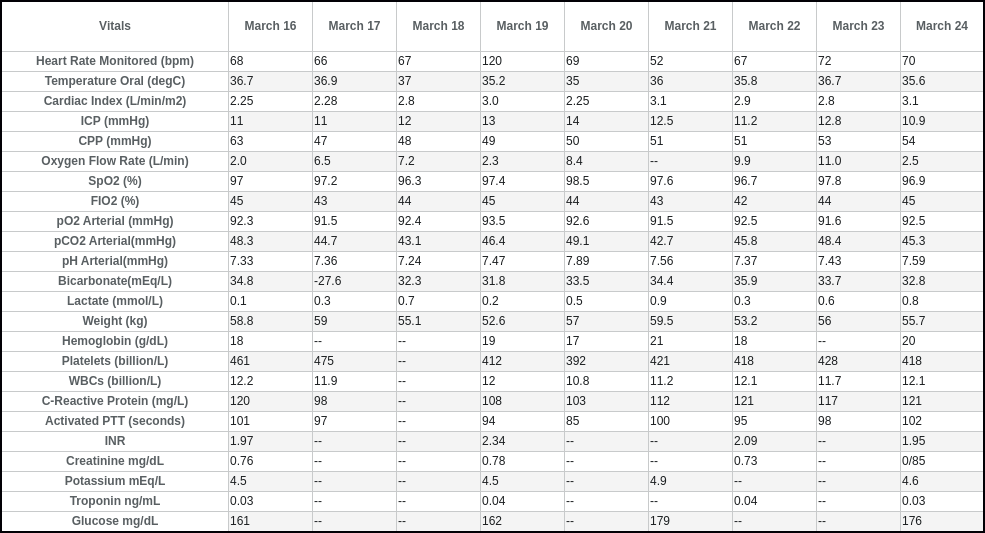 Vitals March 16 March 17 March 18 March 19 March 20 March 21 March 22 March 23 March 24
Heart Rate Monitored (bpm) 68 66 67 120 69 52 67 72 70
Temperature Oral (degC) 36.7 36.9 37 35.2 35 36 35.8 36.7 35.6
Cardiac Index (L/min/m2) 2.25 2.28 2.8 3.0 2.25 3.1 2.9 2.8 3.1
ICP (mmHg) 11 11 12 13 14 12.5 11.2 12.8 10.9
CPP (mmHg) 63 47 48 49 50 51 51 53 54
Oxygen Flow Rate (L/min) 2.0 6.5 7.2 2.3 8.4 -- 9.9 11.0 2.5
SpO2 (%) 97 97.2 96.3 97.4 98.5 97.6 96.7 97.8 96.9
FIO2 (%) 45 43 44 45 44 43 42 44 45
pO2 Arterial (mmHg) 92.3 91.5 92.4 93.5 92.6 91.5 92.5 91.6 92.5
pCO2 Arterial(mmHg) 48.3 44.7 43.1 46.4 49.1 42.7 45.8 48.4 45.3
pH Arterial(mmHg) 7.33 7.36 7.24 7.47 7.89 7.56 7.37 7.43 7.59
Bicarbonate(mEq/L) 34.8 -27.6 32.3 31.8 33.5 34.4 35.9 33.7 32.8
Lactate (mmol/L) 0.1 0.3 0.7 0.2 0.5 0.9 0.3 0.6 0.8
Weight (kg) 58.8 59 55.1 52.6 57 59.5 53.2 56 55.7
Hemoglobin (g/dL) 18 -- -- 19 17 21 18 -- 20
Platelets (billion/L) 461 475 -- 412 392 421 418 428 418
WBCs (billion/L) 12.2 11.9 -- 12 10.8 11.2 12.1 11.7 12.1
C-Reactive Protein (mg/L) 120 98 -- 108 103 112 121 117 121
Activated PTT (seconds) 101 97 -- 94 85 100 95 98 102
INR 1.97 -- -- 2.34 -- -- 2.09 -- 1.95
Creatinine mg/dL 0.76 -- -- 0.78 -- -- 0.73 -- 0/85
Potassium mEq/L 4.5 -- -- 4.5 -- 4.9 -- -- 4.6
Troponin ng/mL 0.03 -- -- 0.04 -- -- 0.04 -- 0.03
Glucose mg/dL 161 -- -- 162 -- 179 -- -- 176